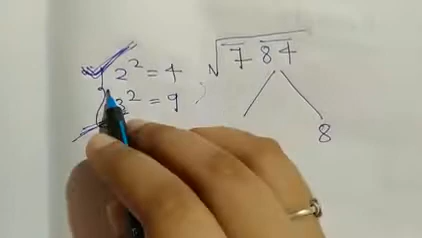 2² = 4
3² = 9 ;
√784
8